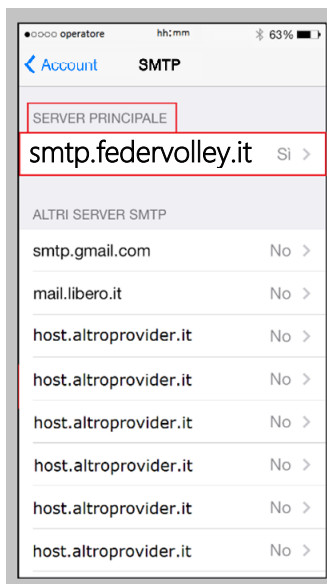 operatore hh:mm 63%
Account SMTP
SERVER PRINCIPALE
smtp.federvolley.it Sì
ALTRI SERVER SMTP
smtp.gmail.com No
mail.libero.it No
host.altroprovider.it No
host.altroprovider.it No
host.altroprovider.it No
host.altroprovider.it No
host.altroprovider.it No
host.altroprovider.it No